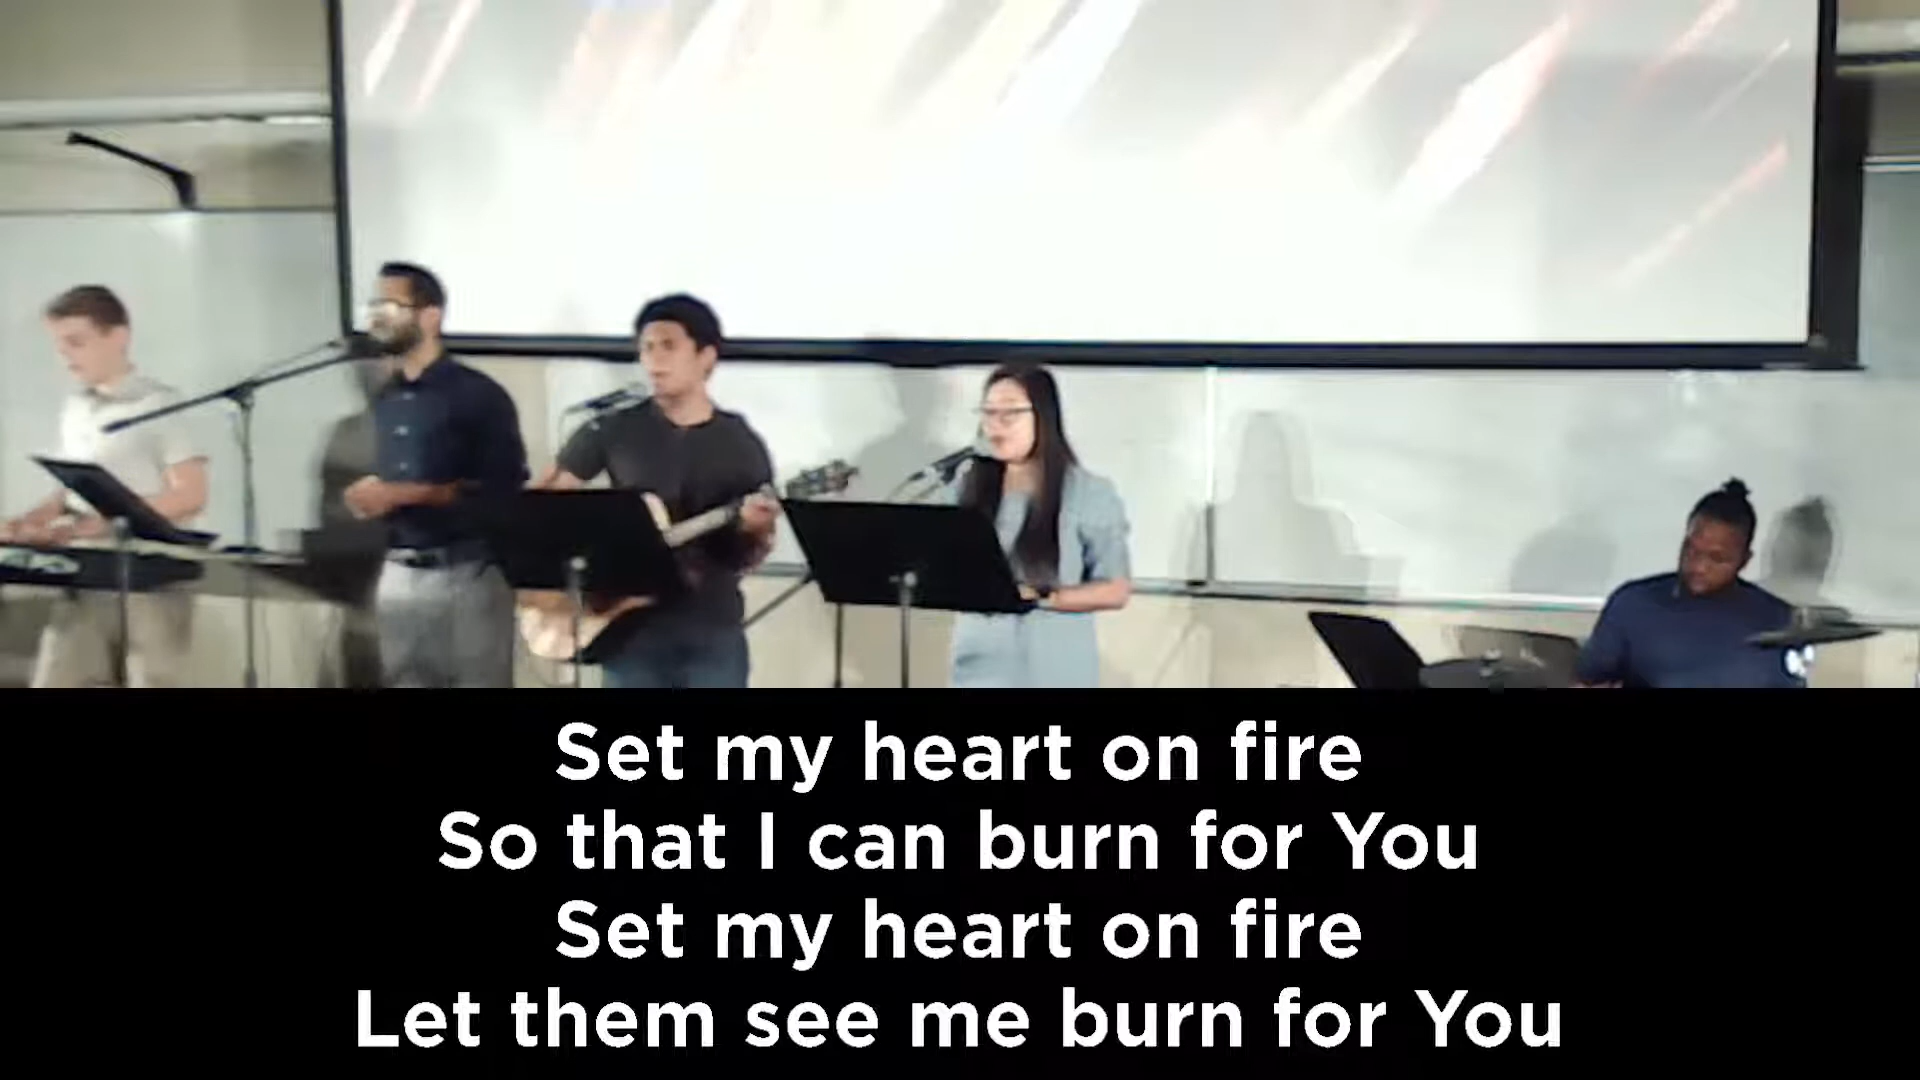 Set my heart on fire
So that I can burn for You
Set my heart on fire
Let them see me burn for You